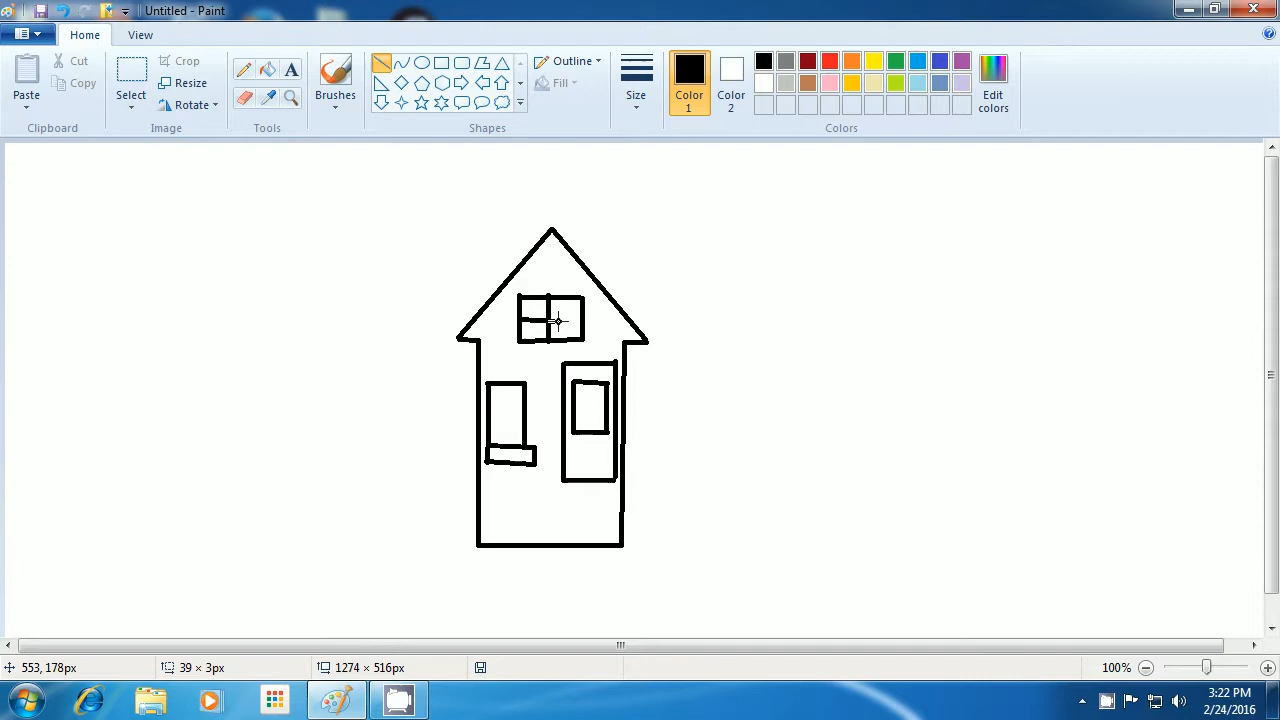 Untitled - Paint
Home View
Paste
Cut
Copy
Clipboard
Select
Crop
Resize
Rotate
Image
A
Tools
Brushes
Outline
Fill
Shapes
Size
Color
1
Color
2
Edit
colors
Colors
553, 178px
39 × 3px
1274 × 516px
100%
3:22 PM
2/24/2016